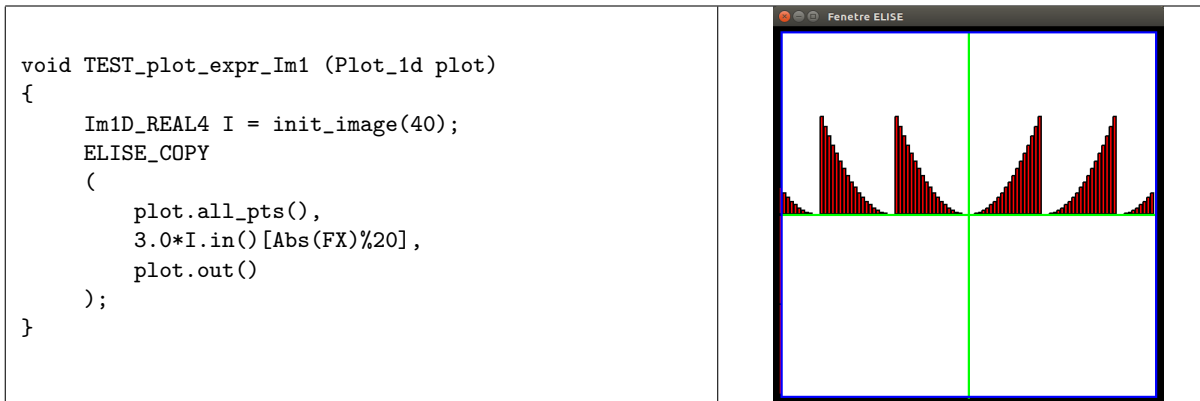 void TEST_plot_expr_Im1 (Plot_1d plot)
{
Im1D_REAL4 I = init_image(40);
ELISE_COPY
(
plot.all_pts(),
3.0*I.in()[Abs(FX)%20],
plot.out()
);
}
Fenetre ELISE